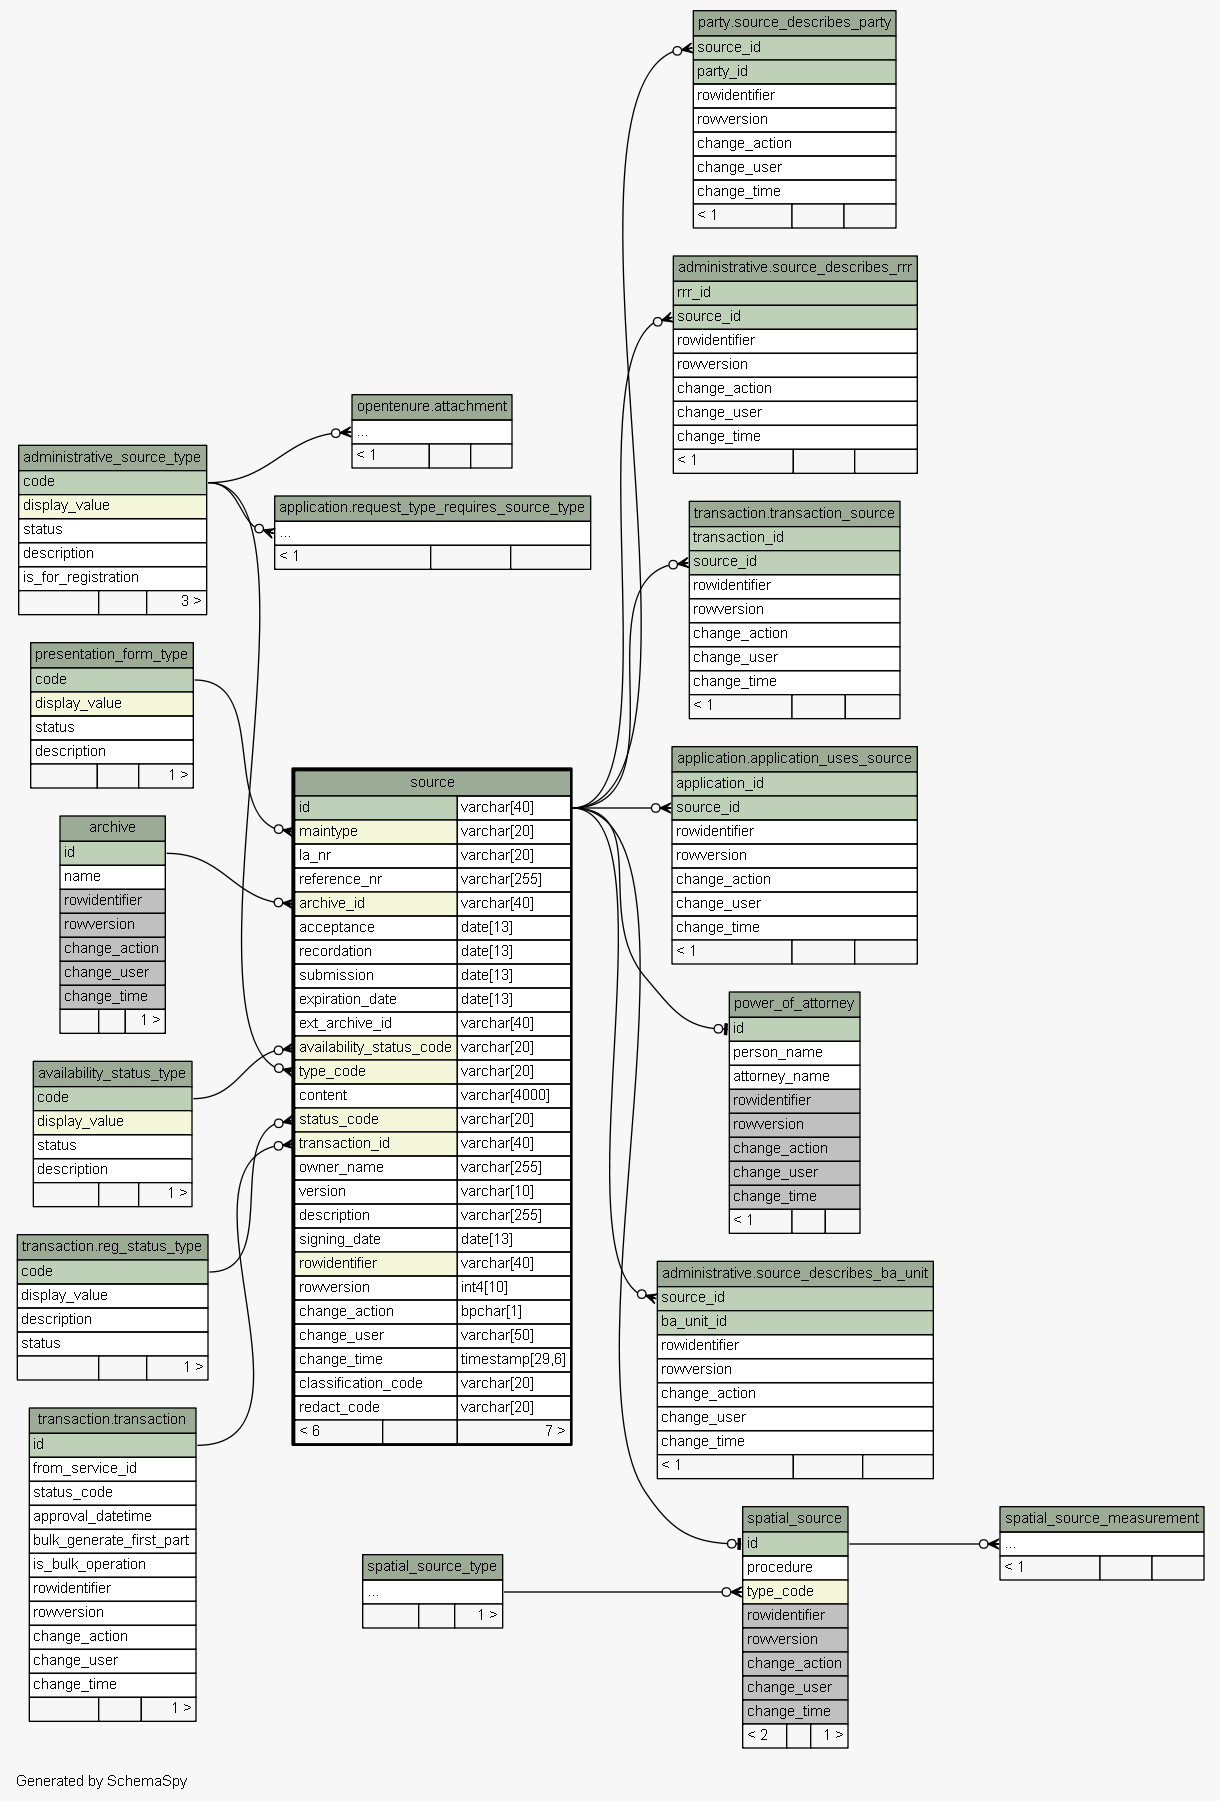 party.source_describes_party
source_id
party_id
rowidentifier
rowversion
change_action
change_user
change_time
< 1
administrative.source_describes_rrr
rrr_id
source_id
rowidentifier
rowversion
change_action
change_user
change_time
< 1
opentenure.attachment
...
< 1
administrative_source_type
code
display_value
status
description
is_for_registration
3 >
application.request_type_requires_source_type
...
< 1
transaction.transaction_source
transaction_id
source_id
rowidentifier
rowversion
change_action
change_user
change_time
< 1
presentation_form_type
code
display_value
status
description
1 >
archive
id
name
rowidentifier
rowversion
change_action
change_user
change_time
1 >
availability_status_type
code
display_value
status
description
1 >
transaction.reg_status_type
code
display_value
description
status
1 >
transaction.transaction
id
from_service_id
status_code
approval_datetime
bulk_generate_first_part
is_bulk_operation
rowidentifier
rowversion
change_action
change_user
change_time
1 >
source
id varchar[40]
maintype varchar[20]
la_nr varchar[20]
reference_nr varchar[255]
archive_id varchar[40]
acceptance date[13]
recordation date[13]
submission date[13]
expiration_date date[13]
ext_archive_id varchar[40]
availability_status_code varchar[20]
type_code varchar[20]
content varchar[4000]
status_code varchar[20]
transaction_id varchar[40]
owner_name varchar[255]
version varchar[10]
description varchar[255]
signing_date date[13]
rowidentifier varchar[40]
rowversion int4[10]
change_action bpchar[1]
change_user varchar[50]
change_time timestamp[29,6]
classification_code varchar[20]
redact_code varchar[20]
< 6 7 >
application.application_uses_source
application_id
source_id
rowidentifier
rowversion
change_action
change_user
change_time
< 1
power_of_attorney
id
person_name
attorney_name
rowidentifier
rowversion
change_action
change_user
change_time
< 1
administrative.source_describes_ba_unit
source_id
ba_unit_id
rowidentifier
rowversion
change_action
change_user
change_time
< 1
spatial_source_type
...
1 >
spatial_source
id
procedure
type_code
rowidentifier
rowversion
change_action
change_user
change_time
< 2 1 >
spatial_source_measurement
...
< 1
Generated by SchemaSpy